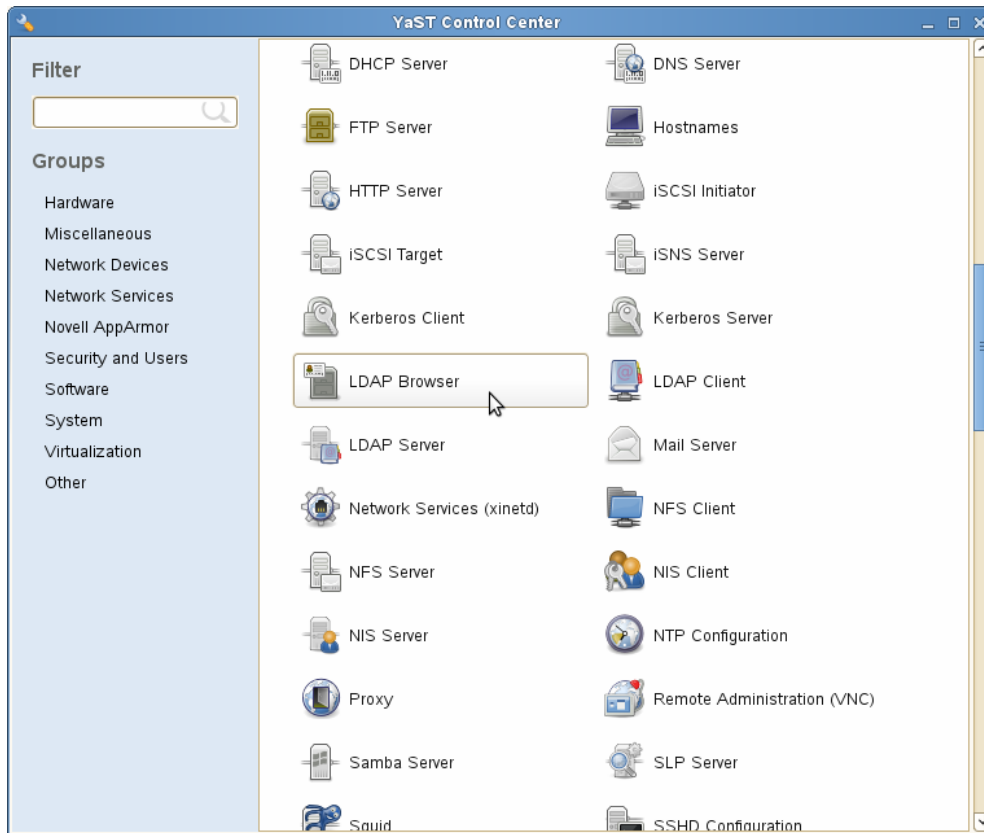 YaST Control Center
Filter
Groups
Hardware
Miscellaneous
Network Devices
Network Services
Novell AppArmor
Security and Users
Software
System
Virtualization
Other
DHCP Server
DNS Server
FTP Server
Hostnames
HTTP Server
iSCSI Initiator
iSCSI Target
iSNS Server
Kerberos Client
Kerberos Server
LDAP Browser
LDAP Client
LDAP Server
Mail Server
Network Services (xinetd)
NFS Client
NFS Server
NIS Client
NIS Server
NTP Configuration
Proxy
Remote Administration (VNC)
Samba Server
SLP Server
Squid
SSHD Configuration